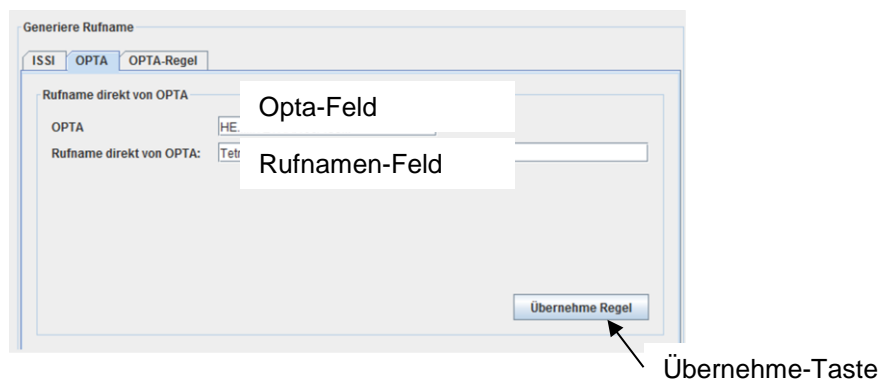 Generiere Rufname
ISSI OPTA OPTA-Regel
Rufname direkt von OPTA
Opta-Feld
OPTA HE.
Rufname direkt von OPTA:
Rufnamen-Feld
Übernehme Regel
Übernehme-Taste